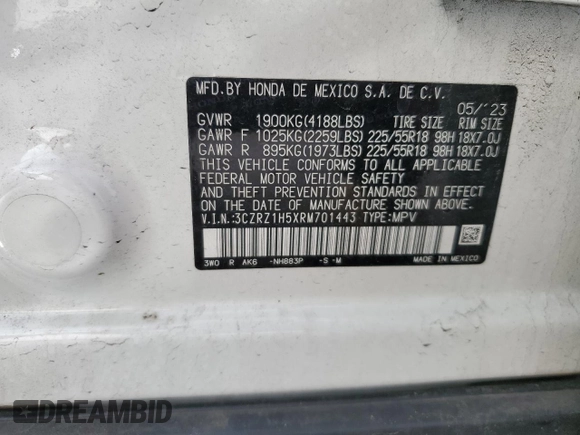 MFD. BY HONDA DE MEXICO S.A. DE C.V.
05/'23
GVWR 1900KG(4188LBS) TIRE SIZE RIM SIZE
GAWR F 1025KG(2259LBS) 225/55R18 98H 18X7.0J
GAWR R 895KG(1973LBS) 225/55R18 98H 18X7.0J
THIS VEHICLE CONFORMS TO ALL APPLICABLE
FEDERAL MOTOR VEHICLE SAFETY
AND THEFT PREVENTION STANDARDS IN EFFECT
ON THE DATE OF MANUFACTURE SHOWN ABOVE.
V.I.N.:3CZRZ1H5XRM701443 TYPE:MPV
3W0 R AK6 -NH883P -S -M MADE IN MEXICO
DREAMBID